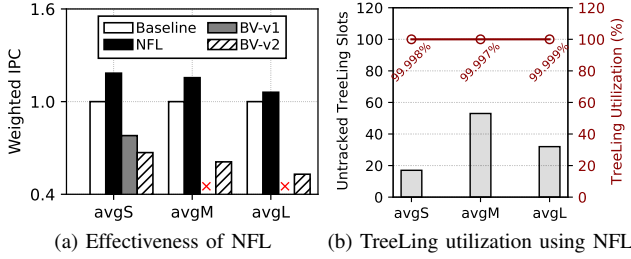 1.6
1.0
0.4
Weighted IPC
Baseline
NFL
BV-v1
BV-v2
×
×
avgS
avgM
avgL
(a) Effectiveness of NFL
120
100
80
60
40
20
0
Untracked TreeLing Slots
99.998%
99.997%
99.999%
120
100
80
60
40
20
0
TreeLing Utilization (%)
avgS
avgM
avgL
(b) TreeLing utilization using NFL